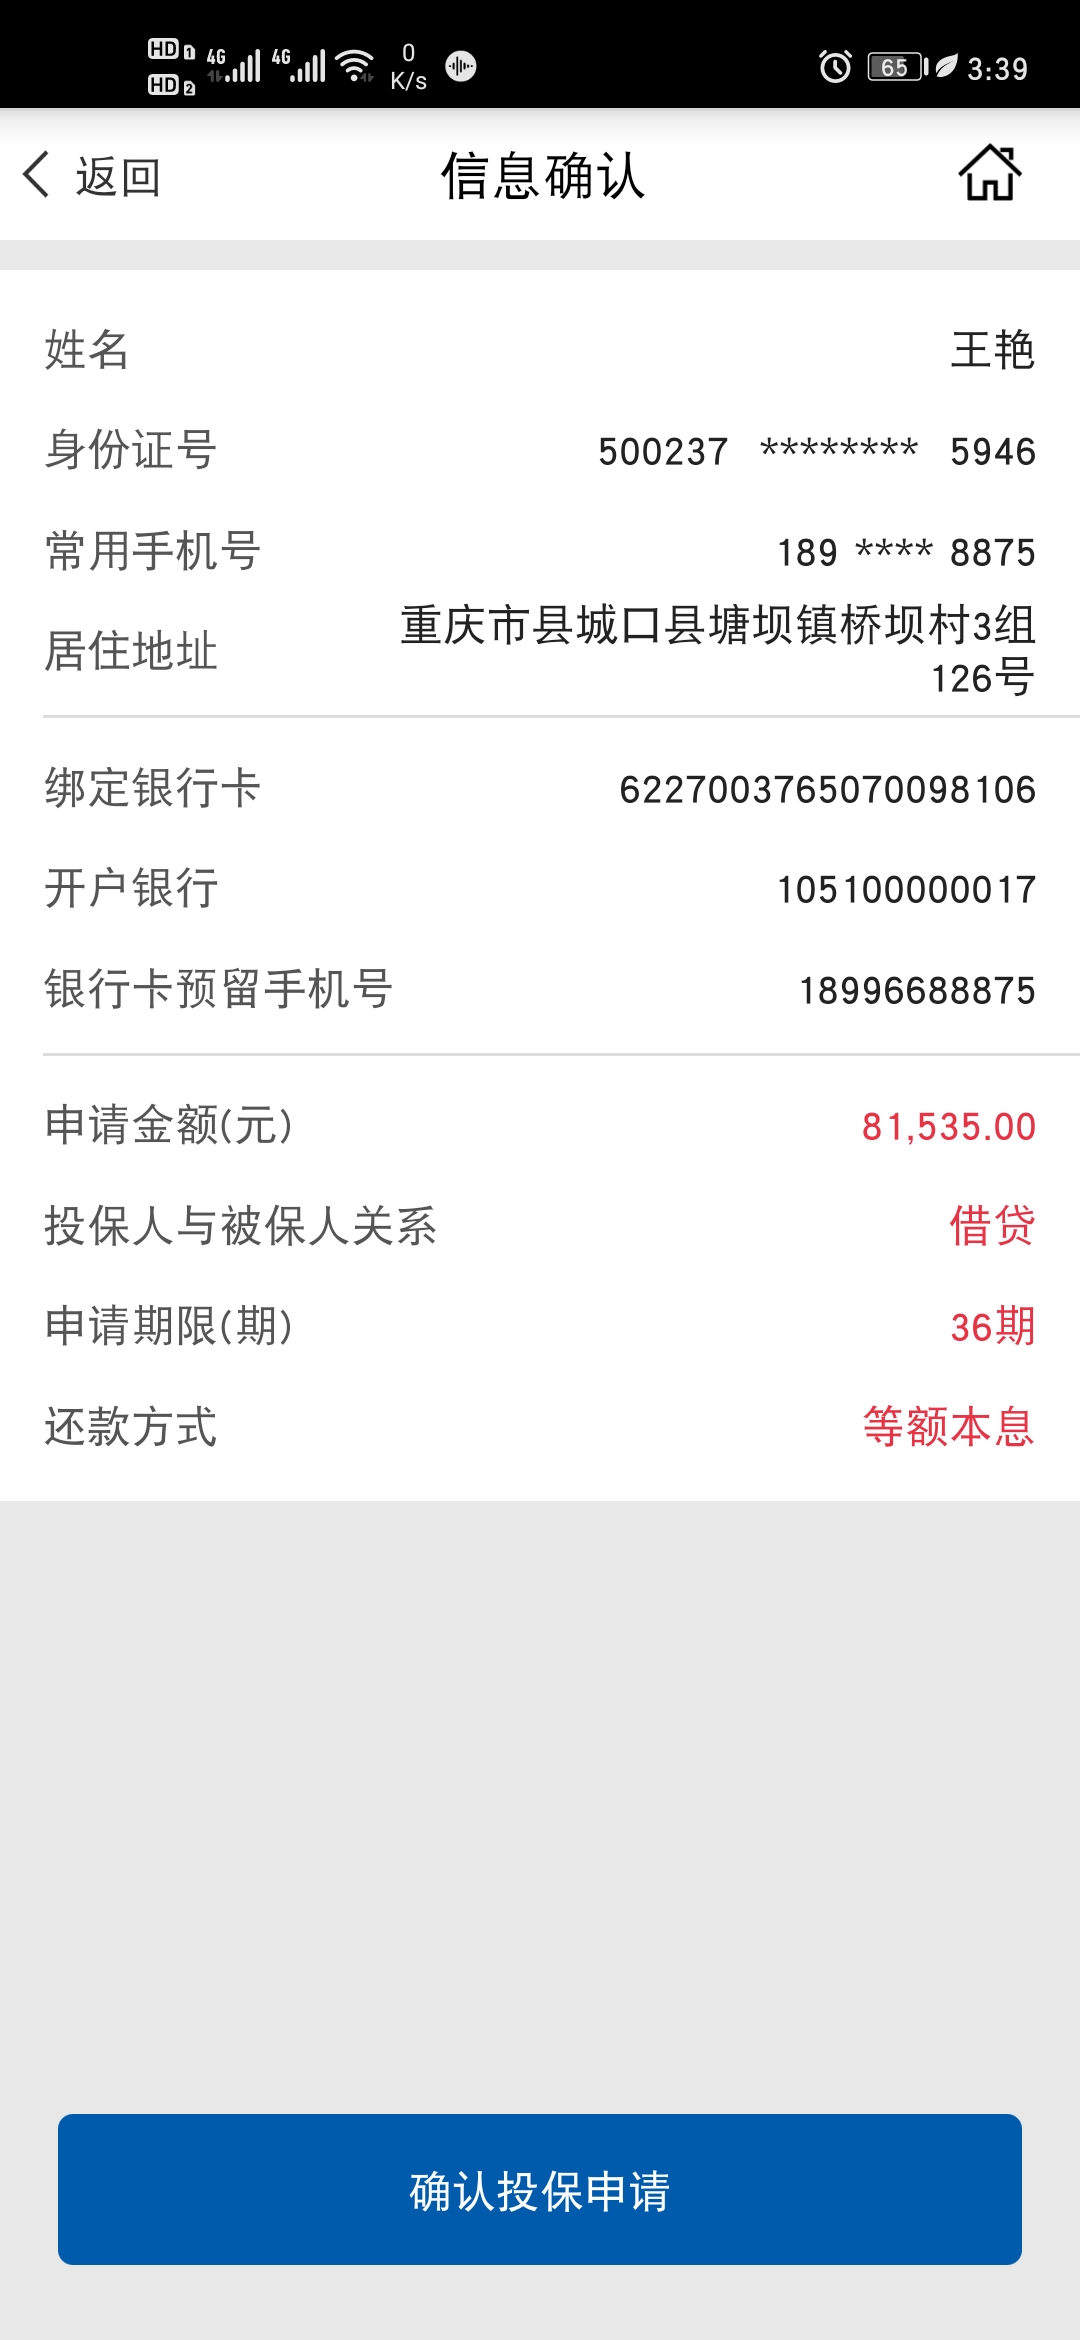 HD 1 4G 4G 0 65 3:39
HD 2 K/s
返回 信息确认
姓名 王艳
身份证号 500237 ******** 5946
常用手机号 189 **** 8875
居住地址 重庆市县城口县塘坝镇桥坝村3组
126号
绑定银行卡 6227003765070098106
开户银行 105100000017
银行卡预留手机号 18996688875
申请金额(元) 81,535.00
投保人与被保人关系 借贷
申请期限(期) 36期
还款方式 等额本息
确认投保申请